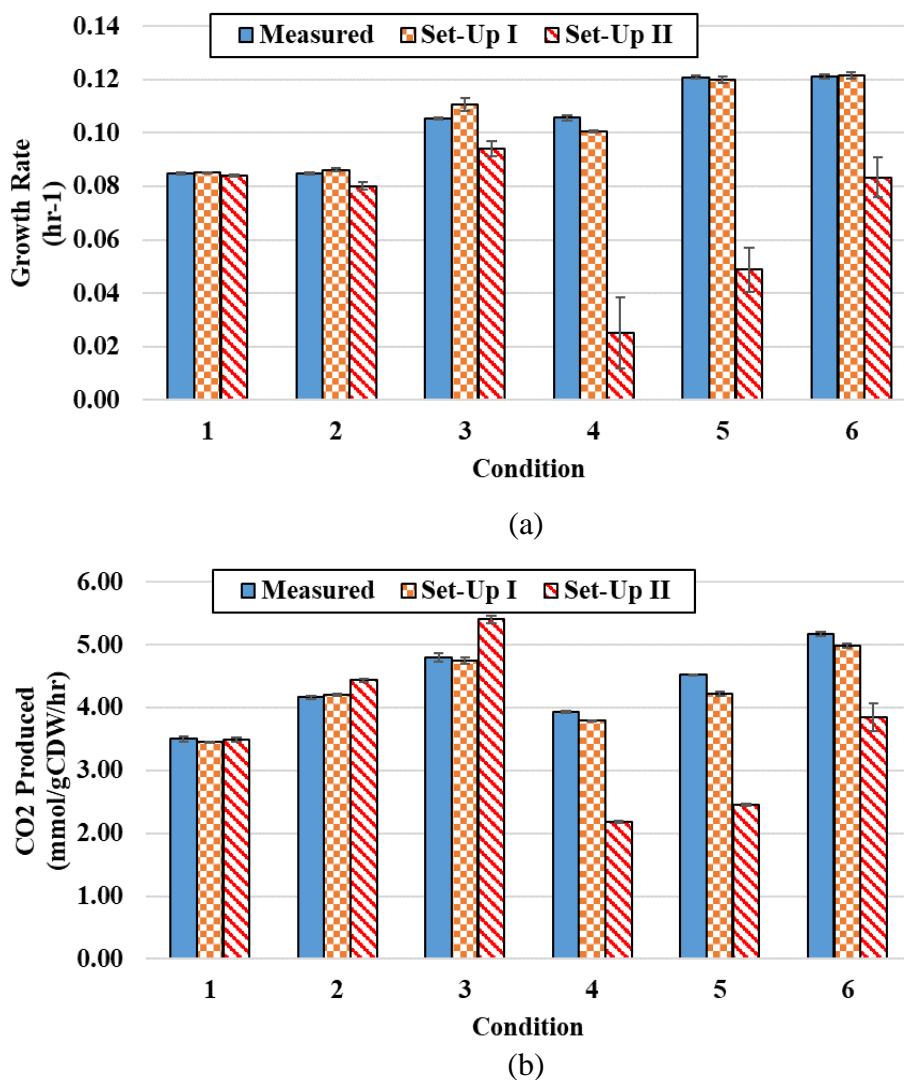 (a)
Measured Set-Up I Set-Up II
0.14
0.12
0.10
0.08
0.06
0.04
0.02
0.00
Growth Rate
(hr-1)
1 2 3 4 5 6
Condition
(a)
Measured Set-Up I Set-Up II
6.00
5.00
4.00
3.00
2.00
1.00
0.00
CO2 Produced
(mmol/gCDW/hr)
1 2 3 4 5 6
Condition
(b)